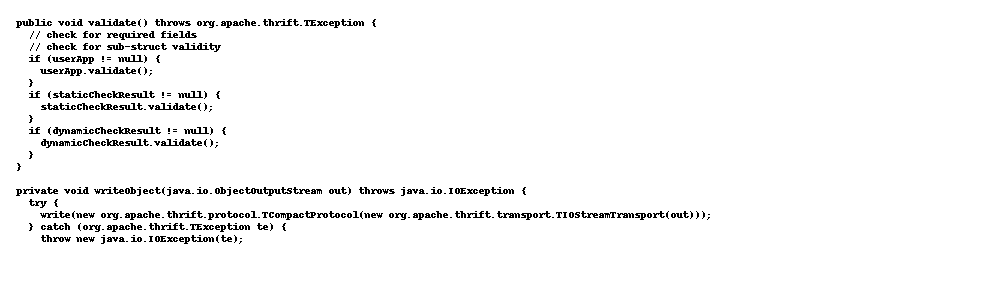 public void validate() throws org.apache.thrift.TException {
  // check for required fields
  // check for sub-struct validity
  if (userApp != null) {
    userApp.validate();
  }
  if (staticCheckResult != null) {
    staticCheckResult.validate();
  }
  if (dynamicCheckResult != null) {
    dynamicCheckResult.validate();
  }
}

private void writeObject(java.io.ObjectOutputStream out) throws java.io.IOException {
  try {
    write(new org.apache.thrift.protocol.TCompactProtocol(new org.apache.thrift.transport.TIOStreamTransport(out)));
  } catch (org.apache.thrift.TException te) {
    throw new java.io.IOException(te);